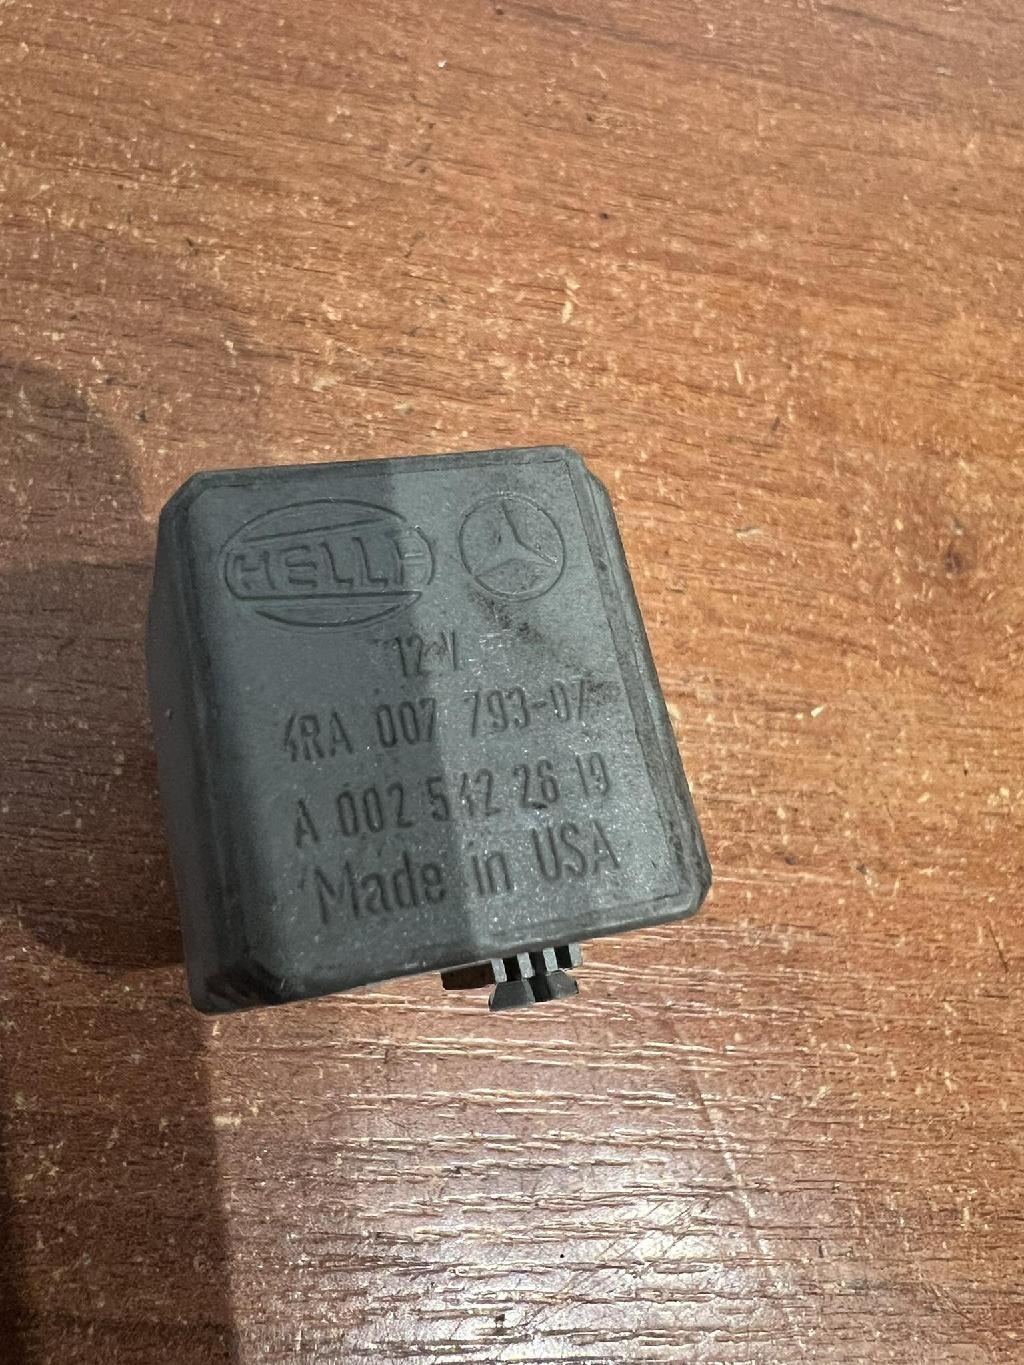 HELLA
12 V
4RA 007 793-07
A 002 542 26 19
Made in USA